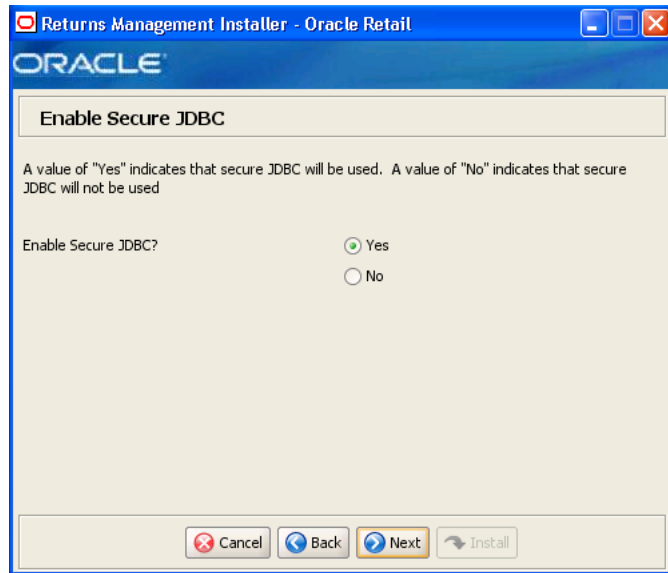 Returns Management Installer - Oracle Retail
ORACLE
Enable Secure JDBC
A value of "Yes" indicates that secure JDBC will be used. A value of "No" indicates that secure
JDBC will not be used
Enable Secure JDBC?
Yes
No
Cancel
Back
Next
Install